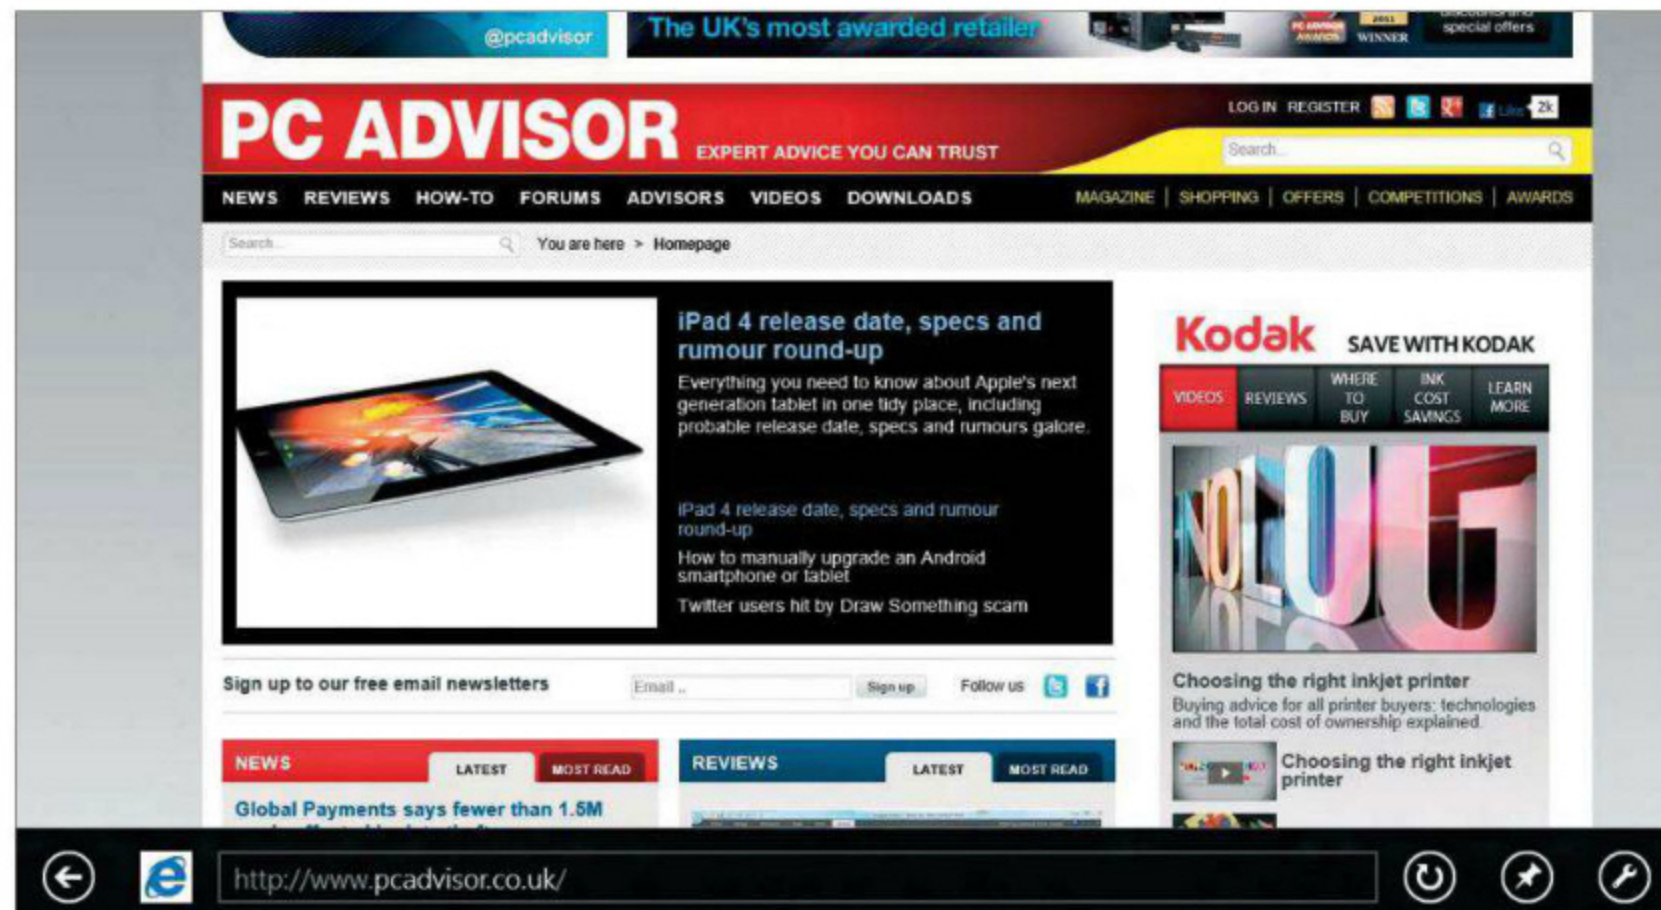 @pcadvisor
The UK's most awarded retailer
PC ADVISOR
AWARDS
2011
WINNER
special offers
PC ADVISOR
EXPERT ADVICE YOU CAN TRUST
LOG IN REGISTER
Like 2k
Search...
NEWS REVIEWS HOW-TO FORUMS ADVISORS VIDEOS DOWNLOADS
MAGAZINE | SHOPPING | OFFERS | COMPETITIONS | AWARDS
Search...
You are here > Homepage
iPad 4 release date, specs and
rumour round-up
Everything you need to know about Apple's next
generation tablet in one tidy place, including
probable release date, specs and rumours galore.
iPad 4 release date, specs and rumour
round-up
How to manually upgrade an Android
smartphone or tablet
Twitter users hit by Draw Something scam
Kodak
SAVE WITH KODAK
VIDEOS
REVIEWS
WHERE
TO
BUY
INK
COST
SAVINGS
LEARN
MORE
Choosing the right inkjet printer
Buying advice for all printer buyers: technologies
and the total cost of ownership explained.
Choosing the right inkjet
printer
Sign up to our free email newsletters
Email ..
Sign up
Follow us
NEWS
LATEST
MOST READ
Global Payments says fewer than 1.5M
REVIEWS
LATEST
MOST READ
http://www.pcadvisor.co.uk/